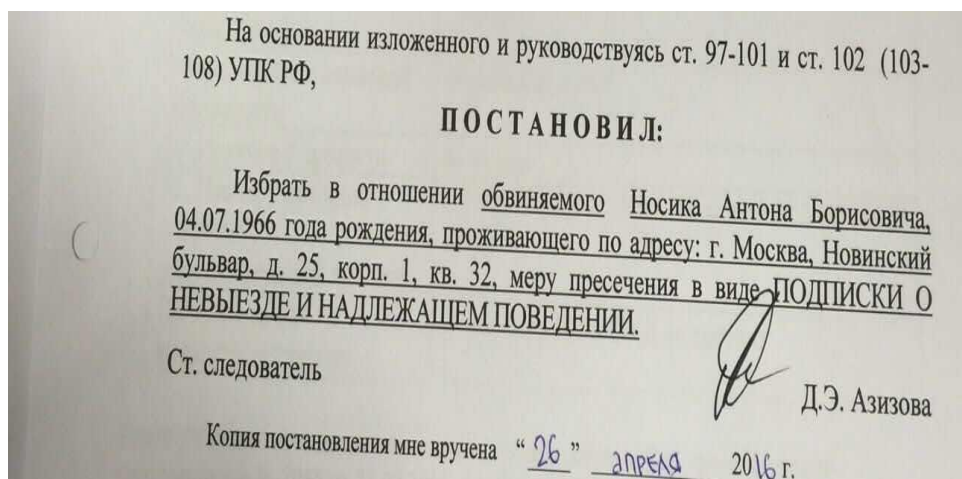 На основании изложенного и руководствуясь ст. 97-101 и ст. 102 (103-
108) УПК РФ,
ПОСТАНОВИЛ:
Избрать в отношении обвиняемого Носика Антона Борисовича,
04.07.1966 года рождения, проживающего по адресу: г. Москва, Новинский
бульвар, д. 25, корп. 1, кв. 32, меру пресечения в виде ПОДПИСКИ О
НЕВЫЕЗДЕ И НАДЛЕЖАЩЕМ ПОВЕДЕНИИ.
Ст. следователь
Д.Э. Азизова
Копия постановления мне вручена “ 26 ” апреля 2016 г.